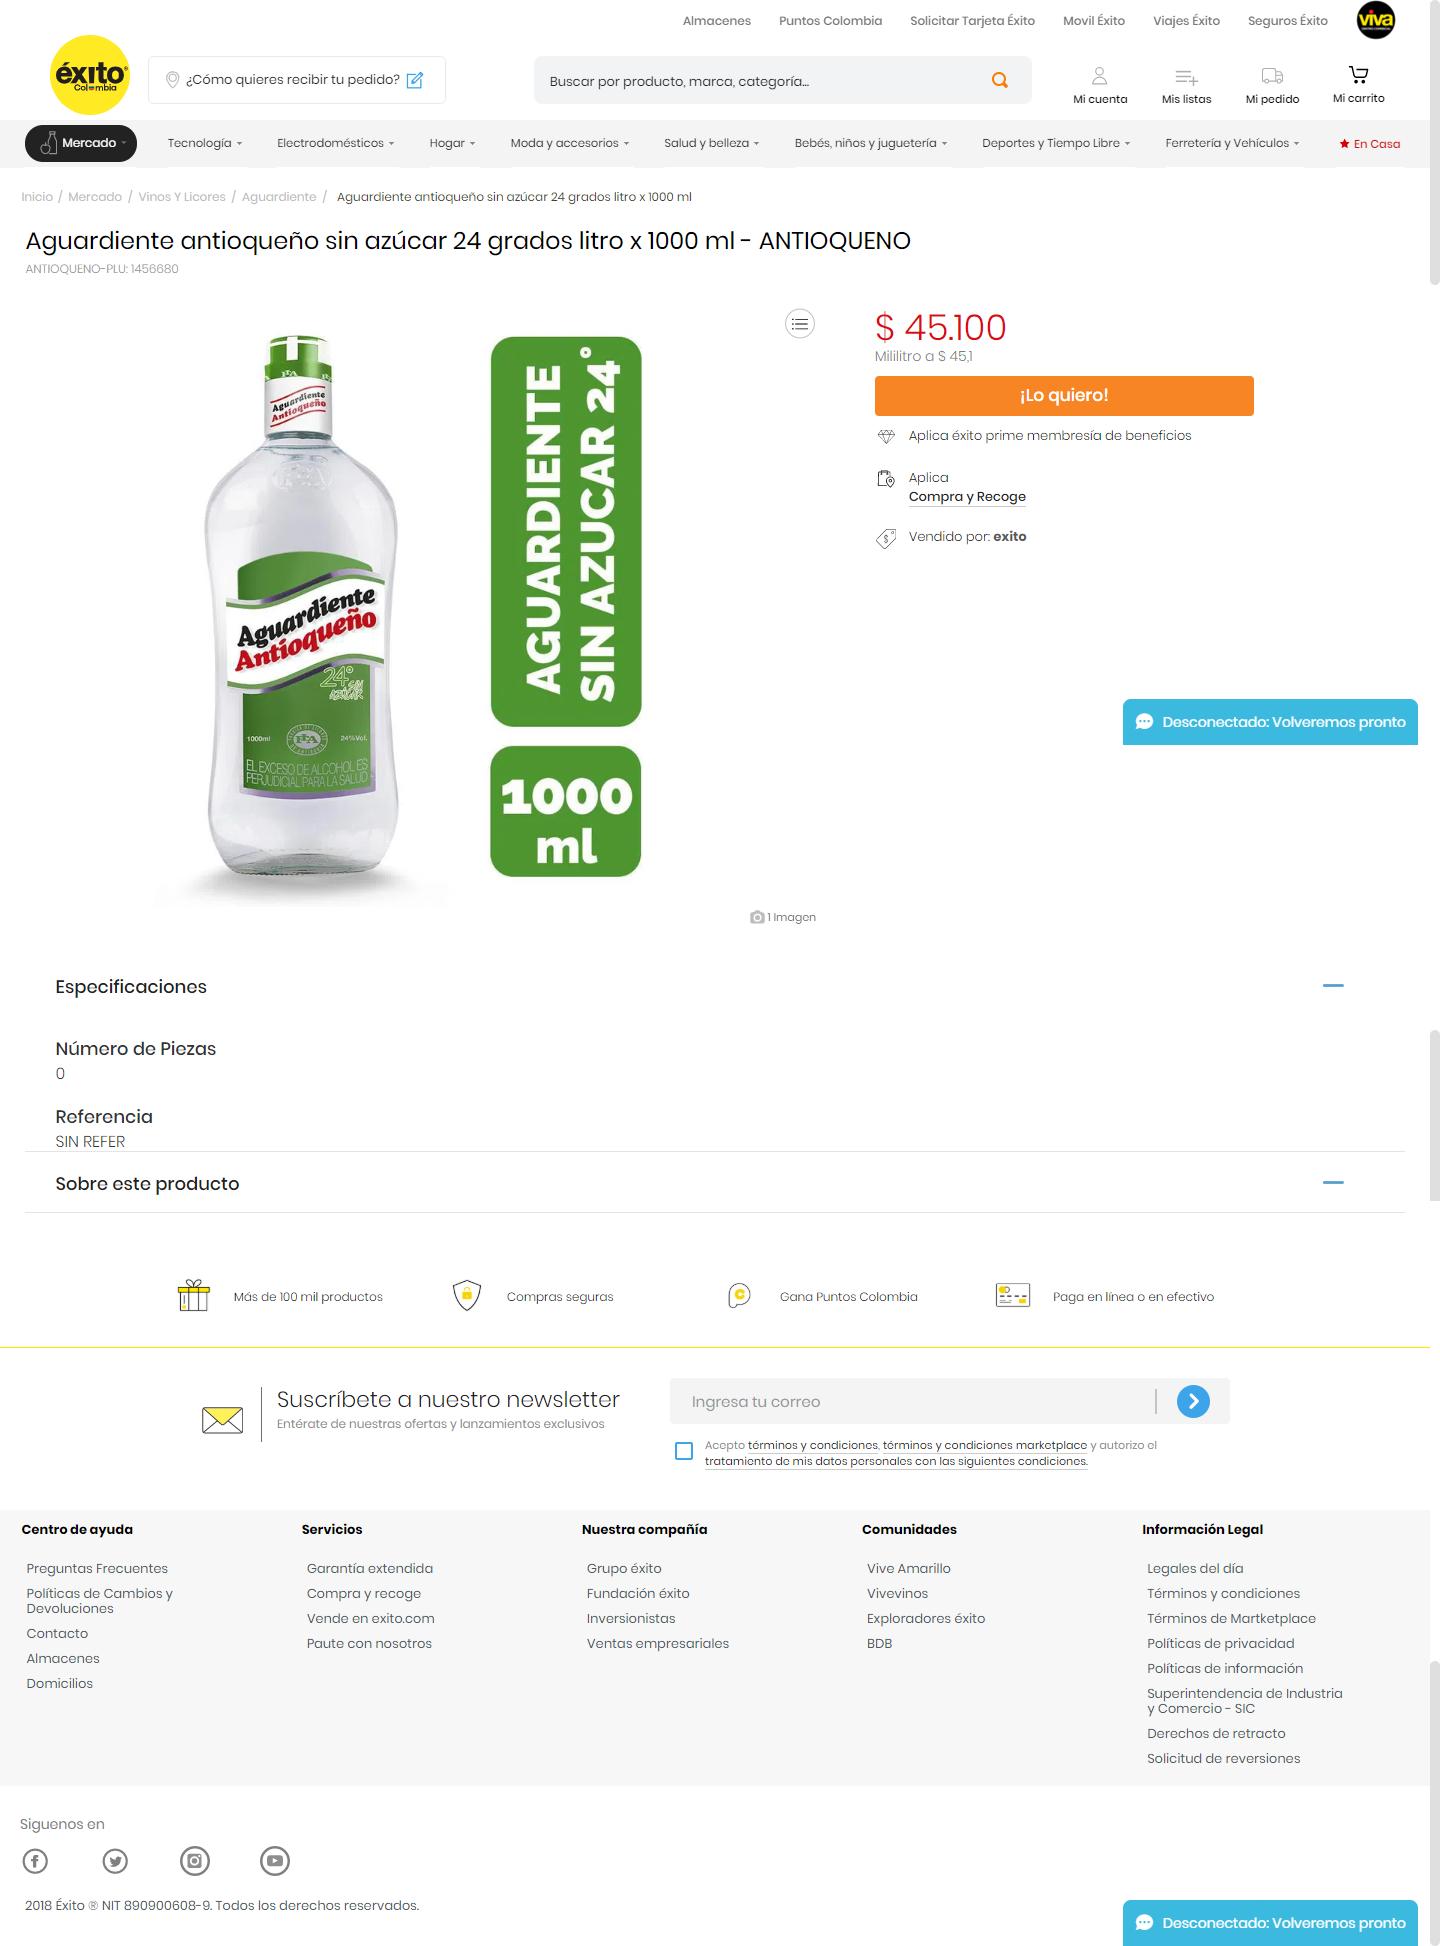 Almacenes Puntos Colombia Solicitar Tarjeta Éxito Movil Éxito Viajes Éxito Seguros Éxito viva
éxito
Colombia
¿Cómo quieres recibir tu pedido?
Buscar por producto, marca, categoría...
Mi cuenta Mis listas Mi pedido Mi carrito
Mercado Tecnología Electrodomésticos Hogar Moda y accesorios Salud y belleza Bebés, niños y juguetería Deportes y Tiempo Libre Ferretería y Vehículos En Casa
Inicio / Mercado / Vinos Y Licores / Aguardiente / Aguardiente antioqueño sin azúcar 24 grados litro x 1000 ml
Aguardiente antioqueño sin azúcar 24 grados litro x 1000 ml - ANTIOQUENO
ANTIOQUENO-PLU: 1456680
Aguardiente
Antioqueño
Aguardiente
Antioqueño
24°
SIN
AZÚCAR
1000ml FLA 24%Vol.
EL EXCESO DE ALCOHOL ES
PERJUDICIAL PARA LA SALUD
AGUARDIENTE
SIN AZUCAR 24°
1000
ml
1 Imagen
$ 45.100
Mililitro a $ 45,1
¡Lo quiero!
Aplica éxito prime membresía de beneficios
Aplica
Compra y Recoge
Vendido por: exito
Desconectado: Volveremos pronto
Especificaciones
Número de Piezas
0
Referencia
SIN REFER
Sobre este producto
Más de 100 mil productos Compras seguras Gana Puntos Colombia Paga en línea o en efectivo
Suscríbete a nuestro newsletter
Entérate de nuestras ofertas y lanzamientos exclusivos
Ingresa tu correo
Acepto términos y condiciones, términos y condiciones marketplace y autorizo el
tratamiento de mis datos personales con las siguientes condiciones.
Centro de ayuda
Preguntas Frecuentes
Políticas de Cambios y
Devoluciones
Contacto
Almacenes
Domicilios
Servicios
Garantía extendida
Compra y recoge
Vende en exito.com
Paute con nosotros
Nuestra compañía
Grupo éxito
Fundación éxito
Inversionistas
Ventas empresariales
Comunidades
Vive Amarillo
Vivevinos
Exploradores éxito
BDB
Información Legal
Legales del día
Términos y condiciones
Términos de Martketplace
Políticas de privacidad
Políticas de información
Superintendencia de Industria
y Comercio - SIC
Derechos de retracto
Solicitud de reversiones
Siguenos en
2018 Éxito ® NIT 890900608-9. Todos los derechos reservados.
Desconectado: Volveremos pronto